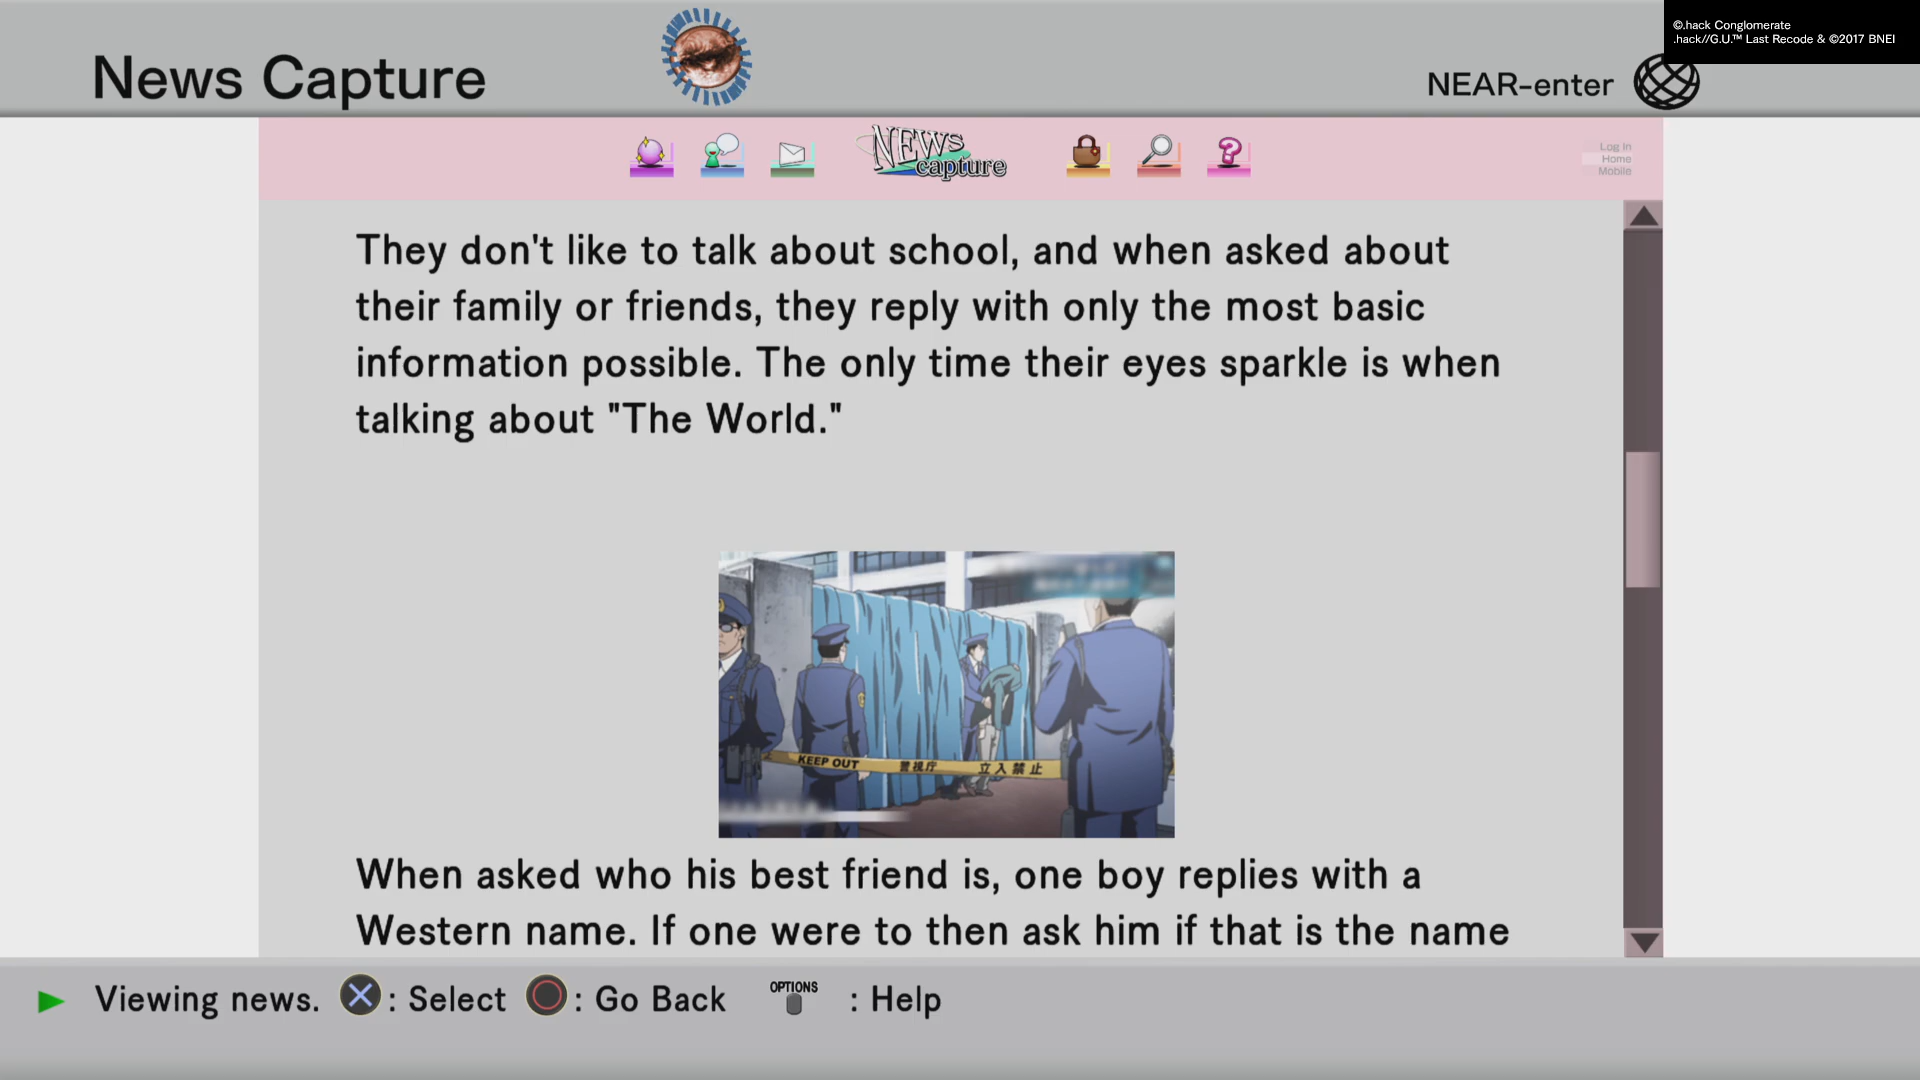 ©.hack Conglomerate
.hack//G.U.™ Last Recode & ©2017 BNEI
News Capture
NEAR-enter
NEWS
capture
Log In
Home
Mobile
They don't like to talk about school, and when asked about
their family or friends, they reply with only the most basic
information possible. The only time their eyes sparkle is when
talking about "The World."
KEEP OUT 警視庁 立入禁止
When asked who his best friend is, one boy replies with a
Western name. If one were to then ask him if that is the name
Viewing news. : Select : Go Back OPTIONS : Help